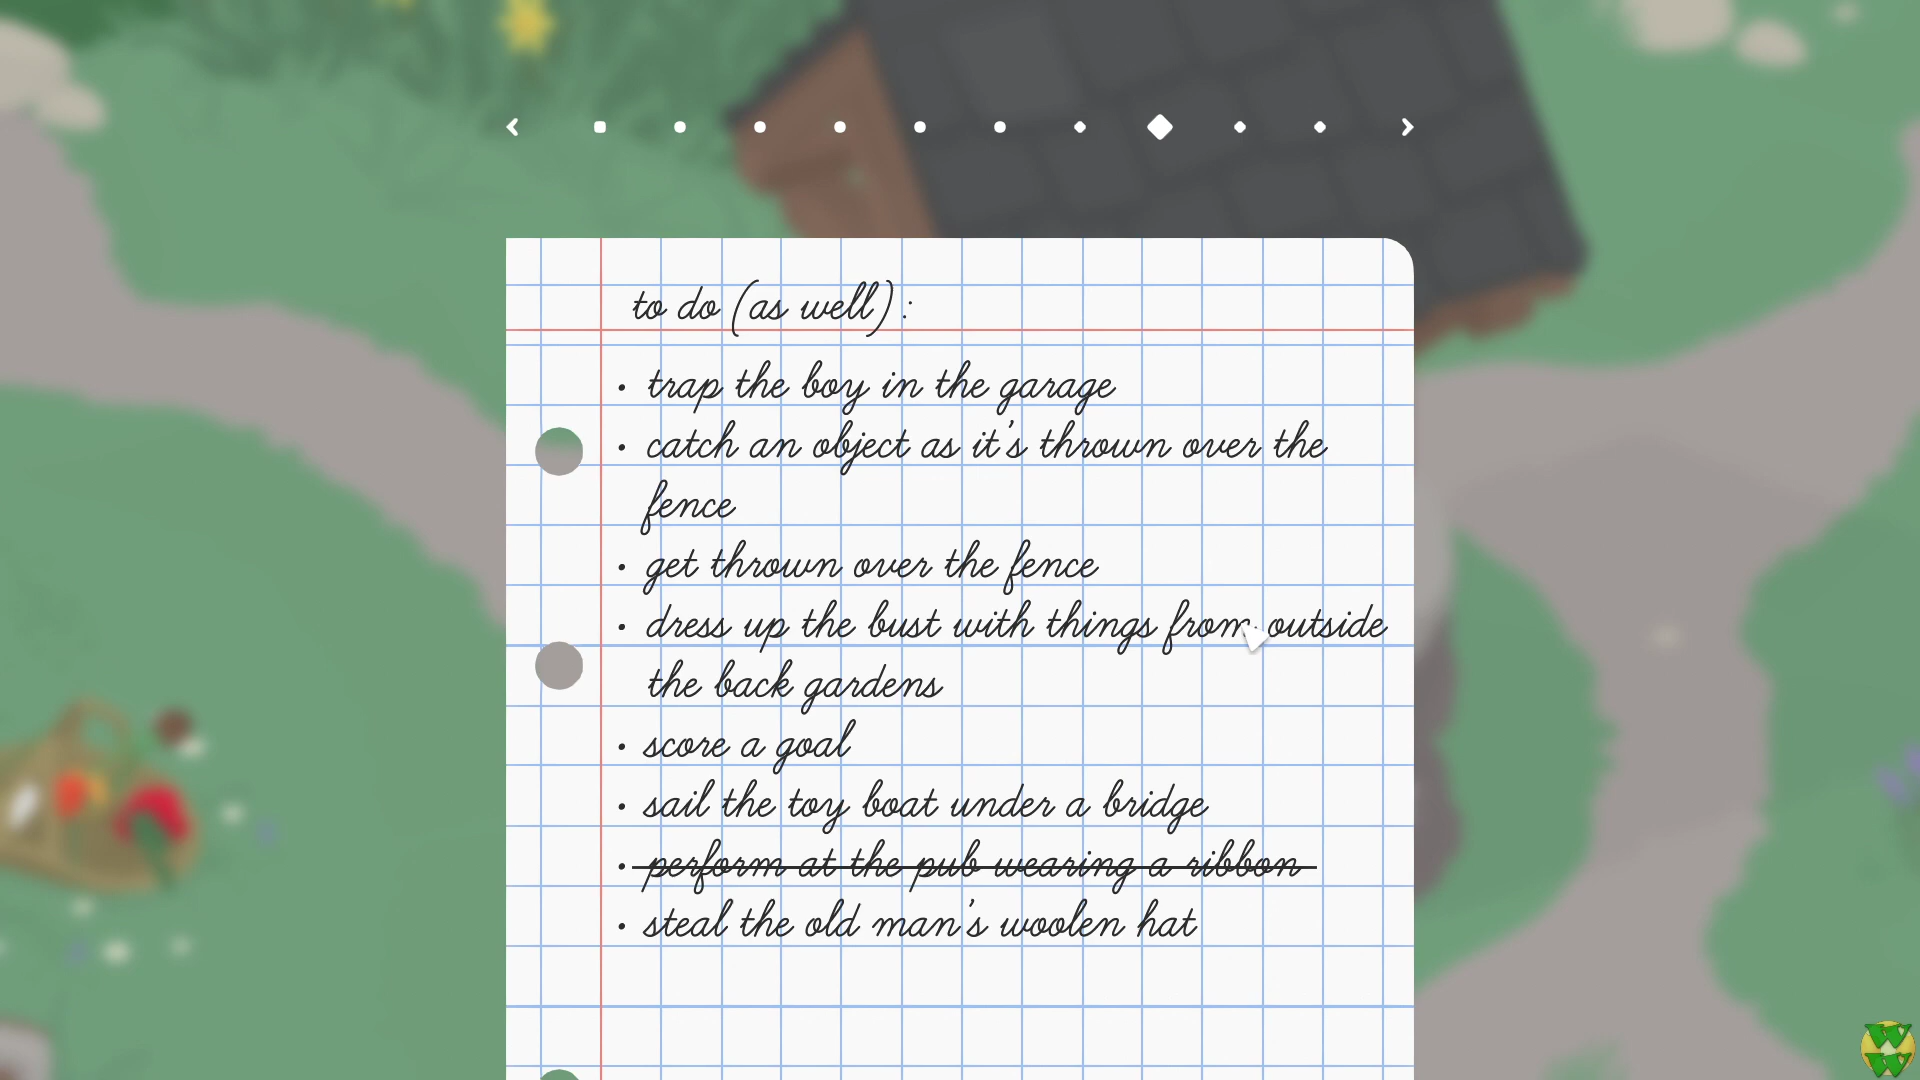 to do (as well) :
• trap the boy in the garage
• catch an object as it's thrown over the
fence
• get thrown over the fence
• dress up the bust with things from outside
the back gardens
• score a goal
• sail the toy boat under a bridge
• perform at the pub wearing a ribbon
• steal the old man's woolen hat
W
W